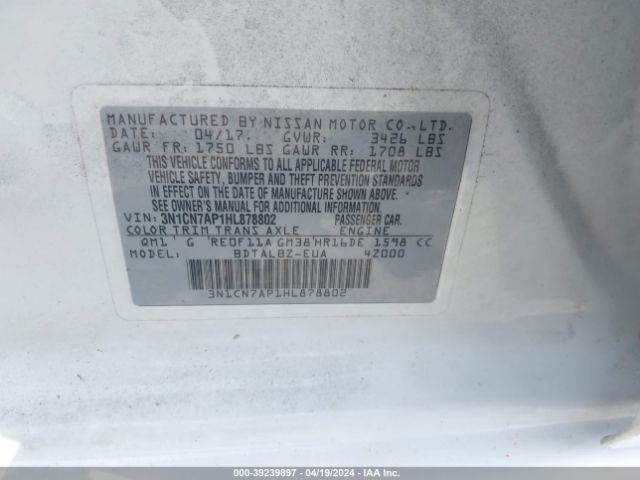 MANUFACTURED BY NISSAN MOTOR CO.,LTD.
DATE: 04/17. GVWR: 3426 LBS
GAWR FR: 1750 LBS GAWR RR: 1708 LBS
THIS VEHICLE CONFORMS TO ALL APPLICABLE FEDERAL MOTOR
VEHICLE SAFETY, BUMPER AND THEFT PREVENTION STANDARDS
IN EFFECT ON THE DATE OF MANUFACTURE SHOWN ABOVE.
SEE OWNER'S MANUAL ADDITIONAL INFO.
VIN: 3N1CN7AP1HL878802 PASSENGER CAR.
COLOR TRIM TRANS AXLE ENGINE
QM1 G RE0F11A GM38 HR16DE 1598 CC
MODEL BDTALBZ-EUA 4Z000
3N1CN7AP1HL878802
000-39239897 - 04/19/2024 - IAA Inc.